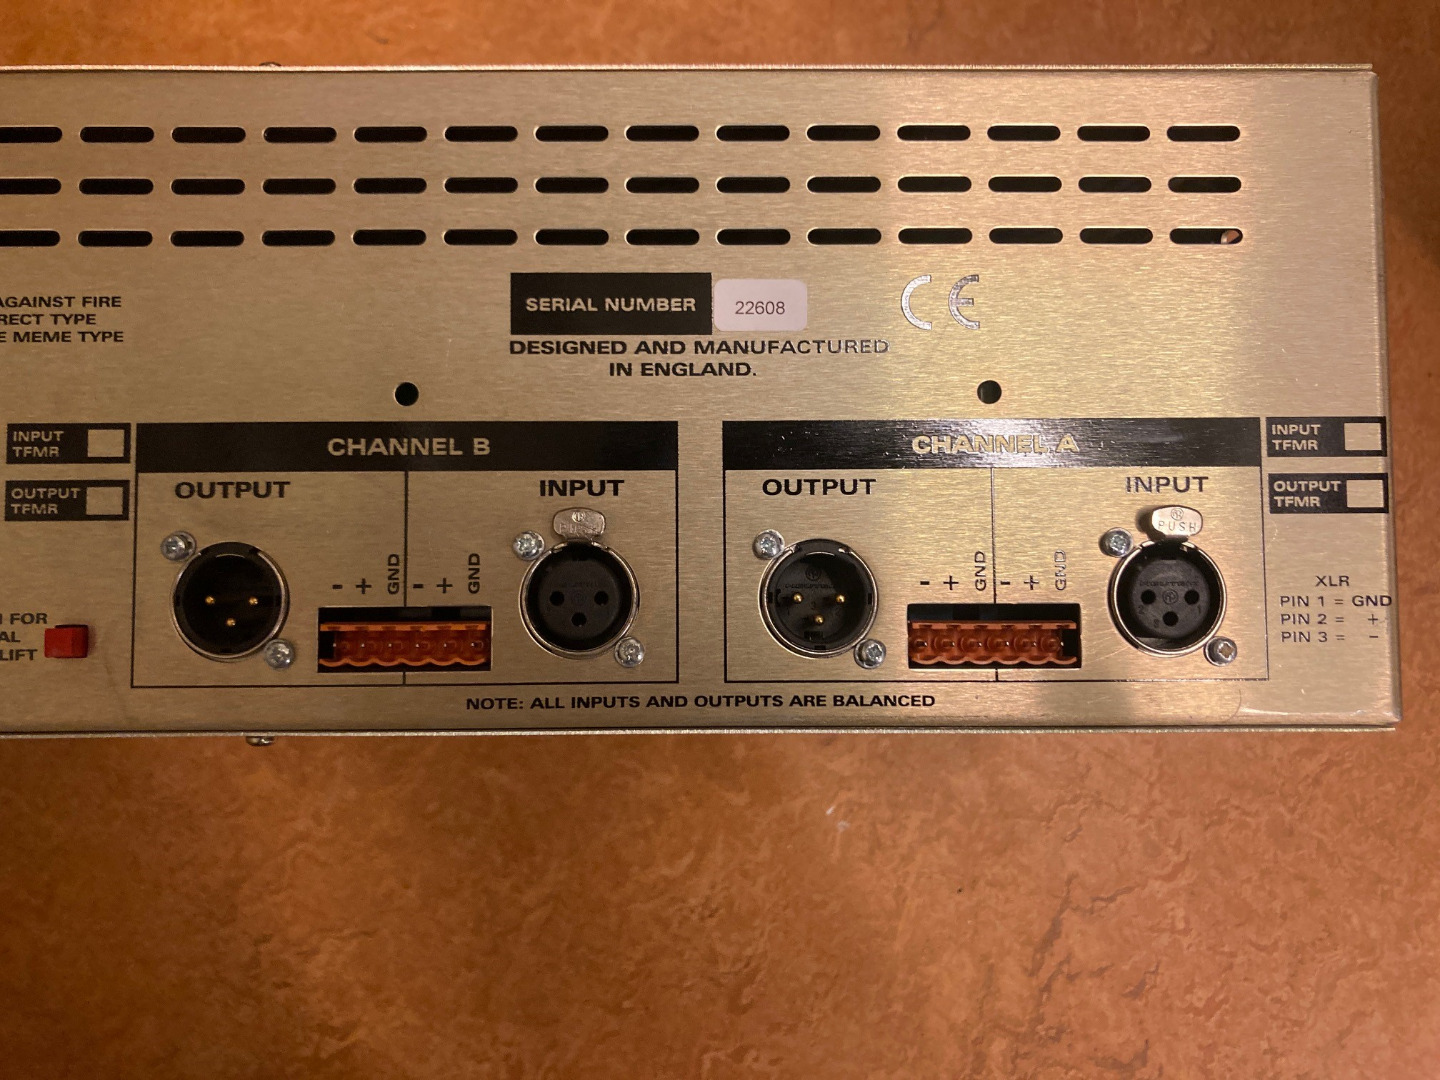 AGAINST FIRE
RECT TYPE
E MEME TYPE
SERIAL NUMBER 22608
CE
DESIGNED AND MANUFACTURED
IN ENGLAND.
INPUT
TFMR
OUTPUT
TFMR
CHANNEL B
OUTPUT
INPUT
PUSH
- + GND - + GND
CHANNEL A
OUTPUT
INPUT
PUSH
- + GND - + GND
INPUT
TFMR
OUTPUT
TFMR
XLR
PIN 1 = GND
PIN 2 = +
PIN 3 = -
FOR
AL
LIFT
NOTE: ALL INPUTS AND OUTPUTS ARE BALANCED